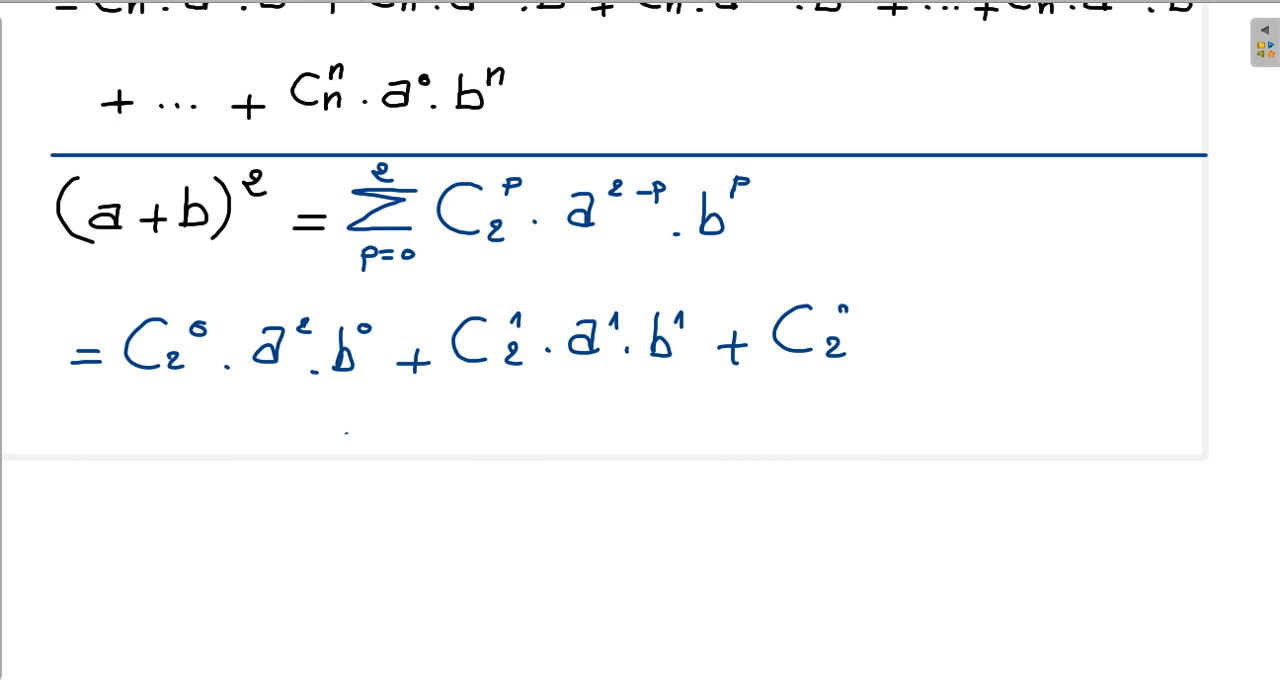 + ... + Cₙⁿ . a⁰ . bⁿ
(a+b)² = ∑_{p=0}^{2} C₂ᵖ . a²⁻ᵖ . bᵖ
= C₂⁰ . a² . b⁰ + C₂¹ . a¹ . b¹ + C₂